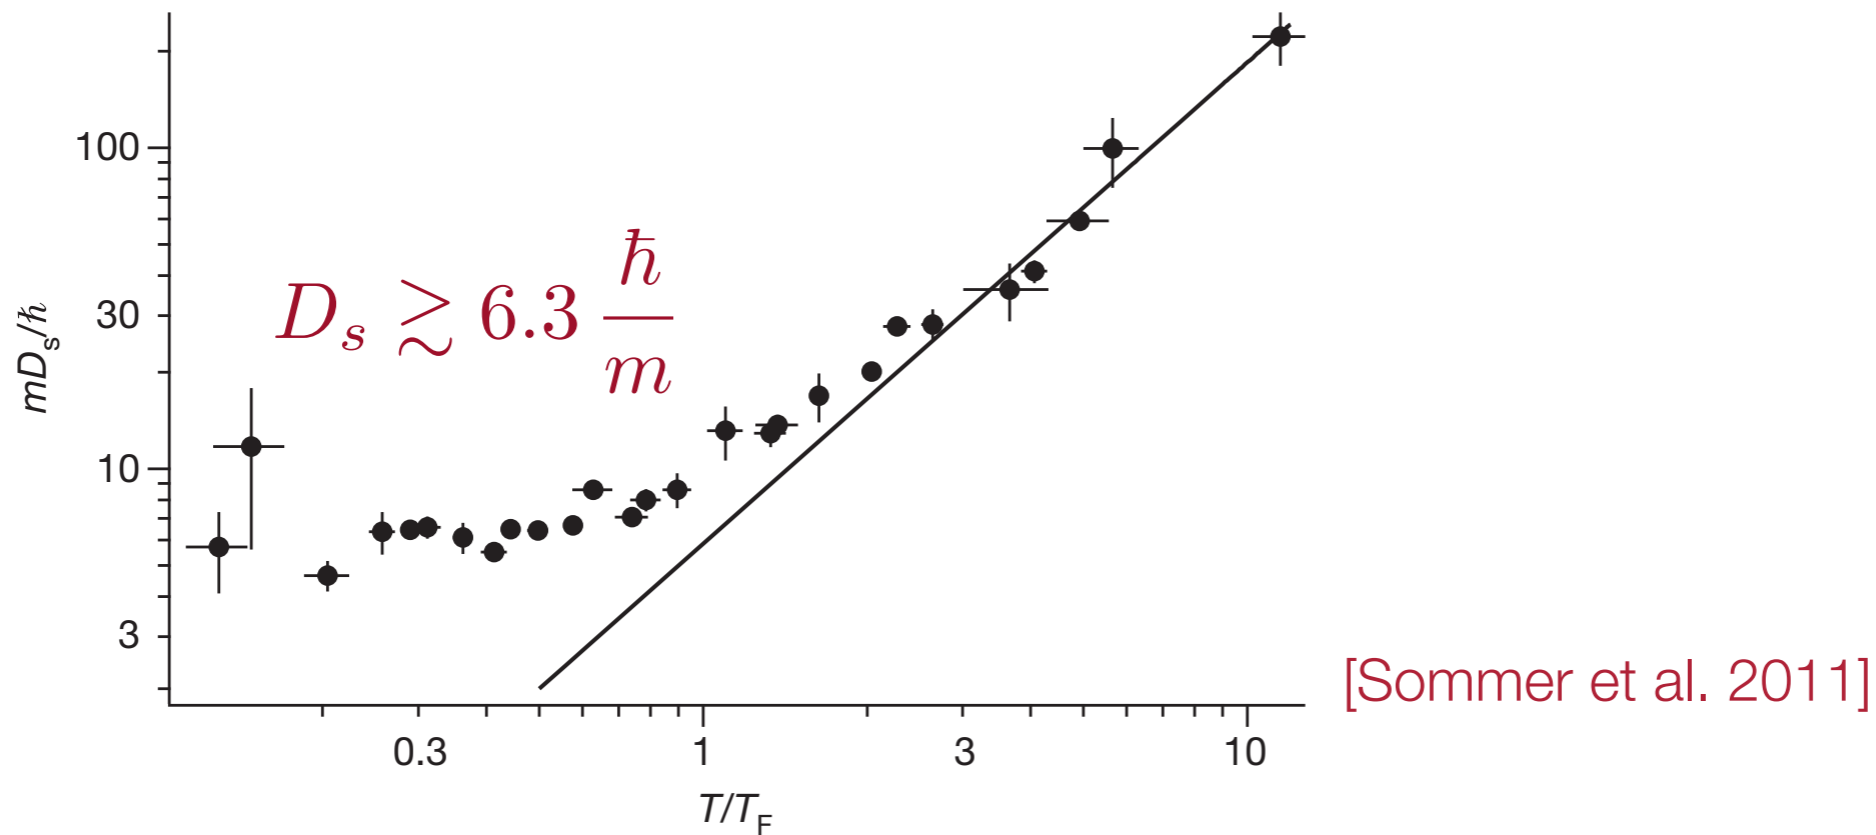 100
30
10
3
mD_s/ħ
D_s ≳ 6.3 ħ/m
0.3 1 3 10
T/T_F
[Sommer et al. 2011]